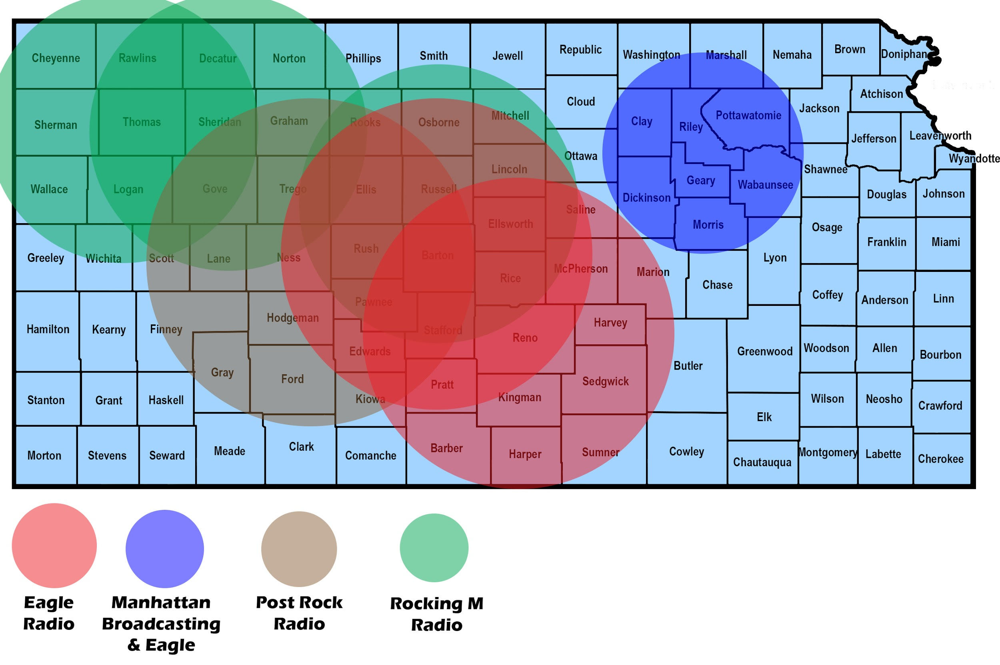 Cheyenne Rawlins Decatur Norton Phillips Smith Jewell Republic Washington Marshall Nemaha Brown Doniphan
Sherman Thomas Sheridan Graham Rooks Osborne Mitchell Cloud Clay Riley Pottawatomie Jackson Atchison
Jefferson Leavenworth
Wyandotte
Wallace Logan Gove Trego Ellis Russell Lincoln Ottawa Geary Wabaunsee Shawnee
Dickinson Douglas Johnson
Ellsworth Saline Morris Osage
Greeley Wichita Scott Lane Ness Rush Barton Rice McPherson Marion Chase Lyon Franklin Miami
Hamilton Kearny Finney Hodgeman Pawnee Stafford Reno Harvey Coffey Anderson Linn
Gray Ford Edwards Sedgwick Butler Greenwood Woodson Allen Bourbon
Stanton Grant Haskell Kiowa Pratt Kingman Elk Wilson Neosho Crawford
Morton Stevens Seward Meade Clark Comanche Barber Harper Sumner Cowley Chautauqua Montgomery Labette Cherokee
Eagle
Radio
Manhattan
Broadcasting
& Eagle
Post Rock
Radio
Rocking M
Radio